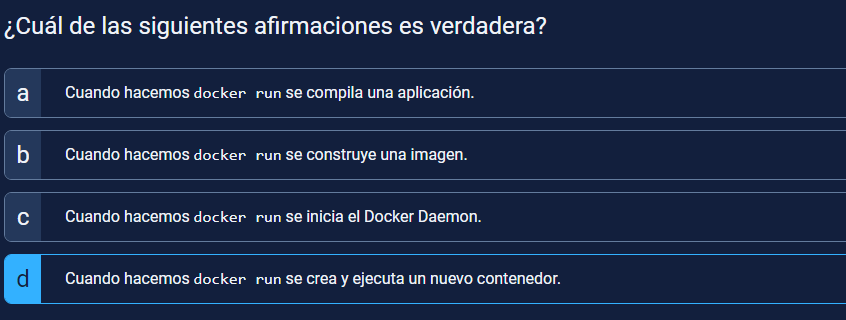 ¿Cuál de las siguientes afirmaciones es verdadera?
a Cuando hacemos docker run se compila una aplicación.
b Cuando hacemos docker run se construye una imagen.
c Cuando hacemos docker run se inicia el Docker Daemon.
d Cuando hacemos docker run se crea y ejecuta un nuevo contenedor.